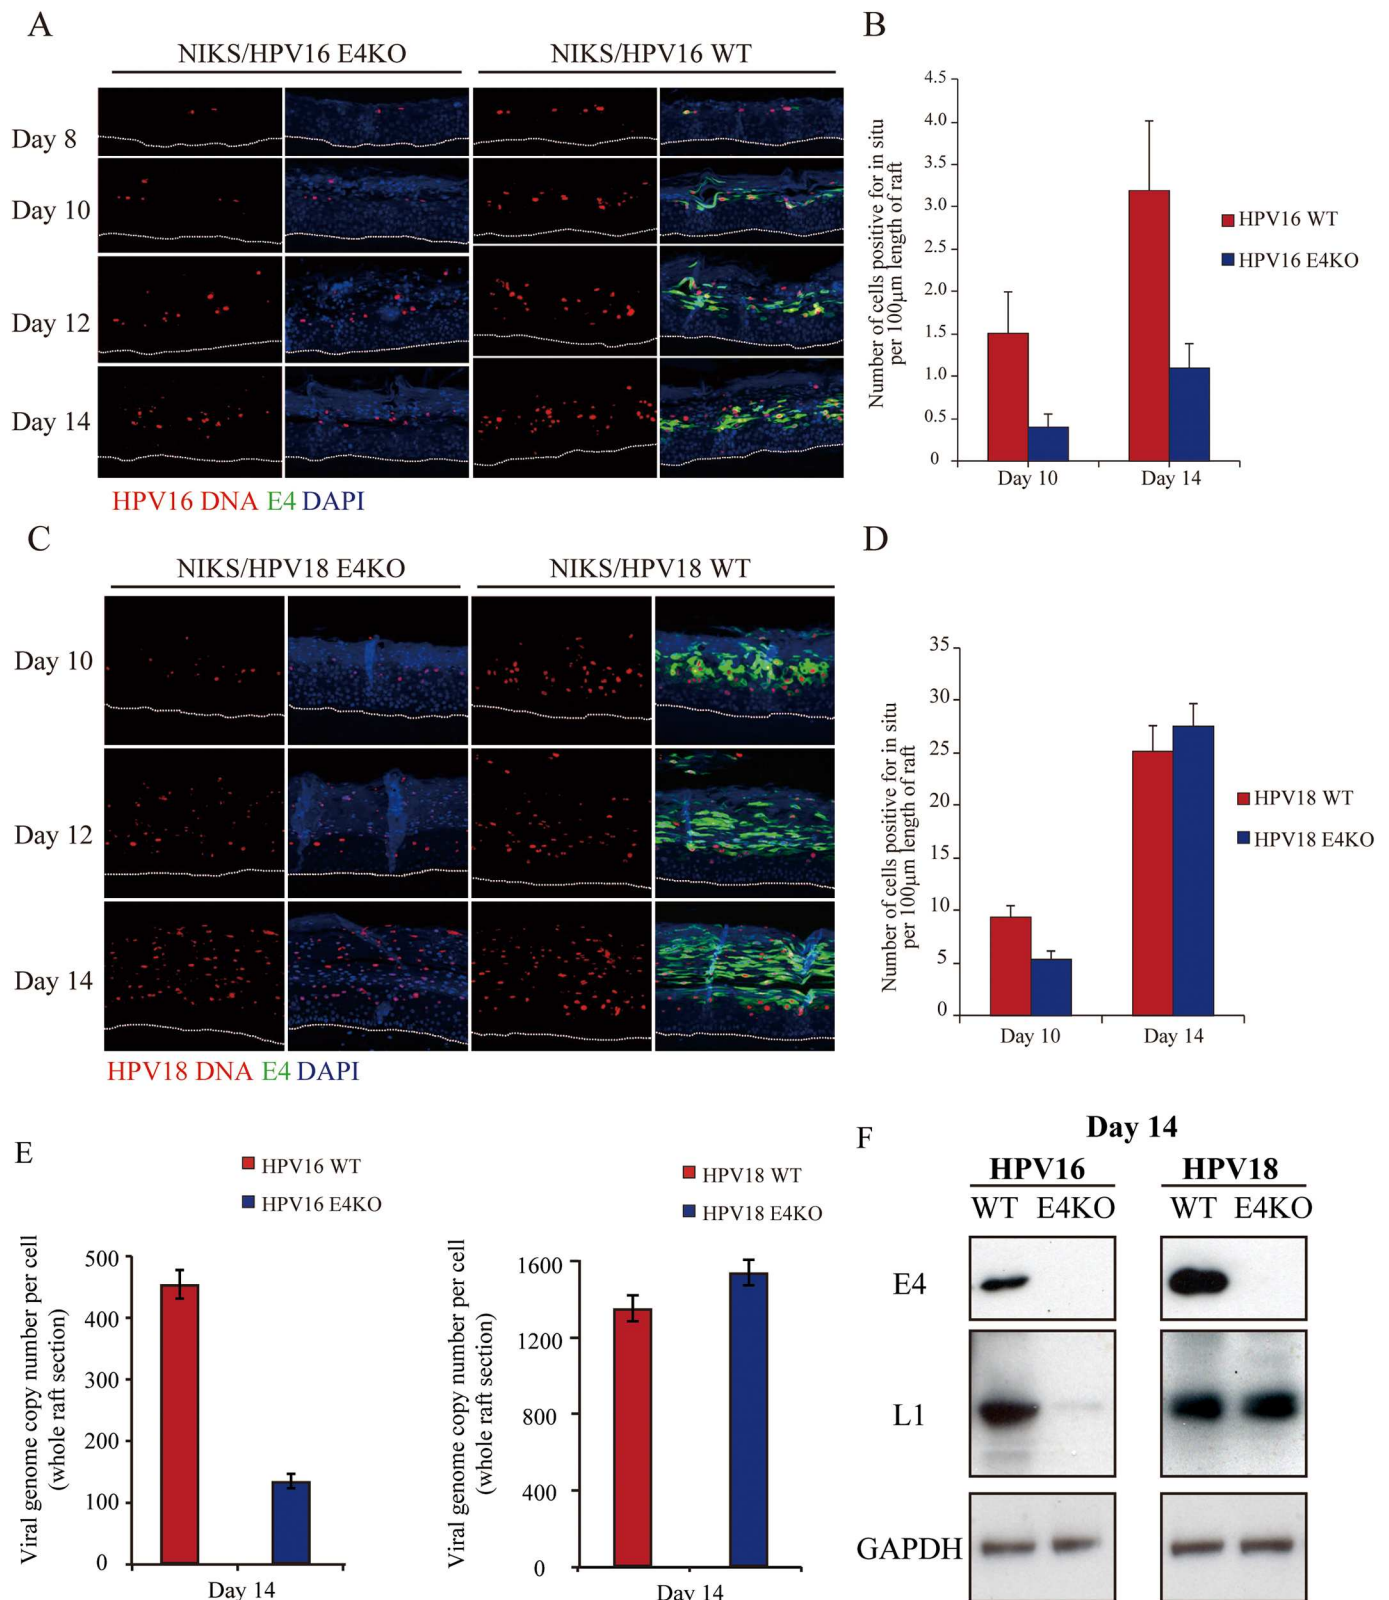 A
NIKS/HPV16 E4KO
NIKS/HPV16 WT
Day 8
Day 10
Day 12
Day 14
HPV16 DNA E4 DAPI
B
Number of cells positive for in situ
per 100μm length of raft
4.5
4.0
3.5
3.0
2.5
2.0
1.5
1.0
0.5
0
Day 10
Day 14
HPV16 WT
HPV16 E4KO
C
NIKS/HPV18 E4KO
NIKS/HPV18 WT
Day 10
Day 12
Day 14
HPV18 DNA E4 DAPI
D
Number of cells positive for in situ
per 100μm length of raft
35
30
25
20
15
10
5
0
Day 10
Day 14
HPV18 WT
HPV18 E4KO
E
HPV16 WT
HPV16 E4KO
Viral genome copy number per cell
(whole raft section)
500
400
300
200
100
0
Day 14
HPV18 WT
HPV18 E4KO
Viral genome copy number per cell
(whole raft section)
1600
1200
800
400
0
Day 14
F
Day 14
HPV16
HPV18
WT E4KO
WT E4KO
E4
L1
GAPDH